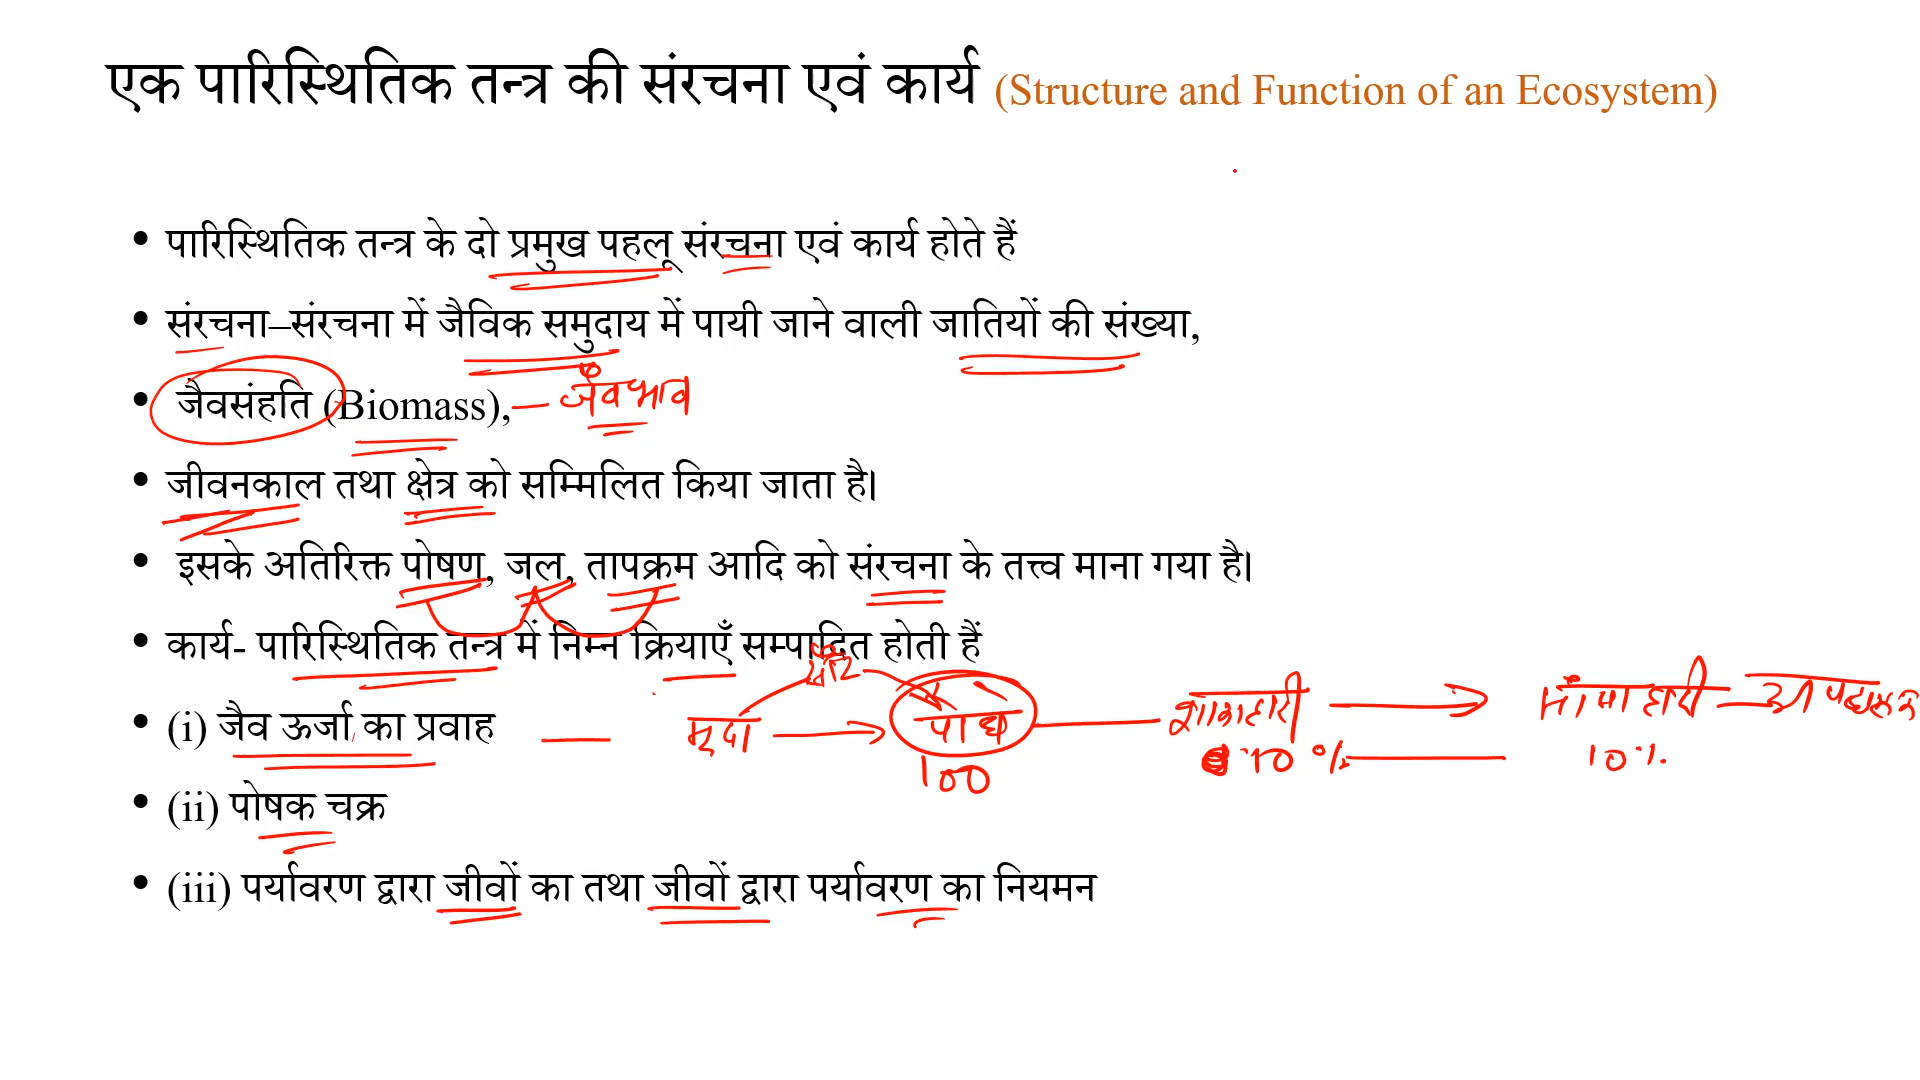 एक पारिस्थितिक तन्त्र की संरचना एवं कार्य (Structure and Function of an Ecosystem)
• पारिस्थितिक तन्त्र के दो प्रमुख पहलू संरचना एवं कार्य होते हैं
• संरचना–संरचना में जैविक समुदाय में पायी जाने वाली जातियों की संख्या,
• जैवसंहति (Biomass), – जैवभाव
• जीवनकाल तथा क्षेत्र को सम्मिलित किया जाता है।
• इसके अतिरिक्त पोषण, जल, तापक्रम आदि को संरचना के तत्त्व माना गया है।
• कार्य- पारिस्थितिक तन्त्र में निम्न क्रियाएँ सम्पादित होती हैं
• (i) जैव ऊर्जा का प्रवाह — मृदा → पौधे — शाकाहारी → मांसाहारी —
100 10% — 10%
• (ii) पोषक चक्र
• (iii) पर्यावरण द्वारा जीवों का तथा जीवों द्वारा पर्यावरण का नियमन